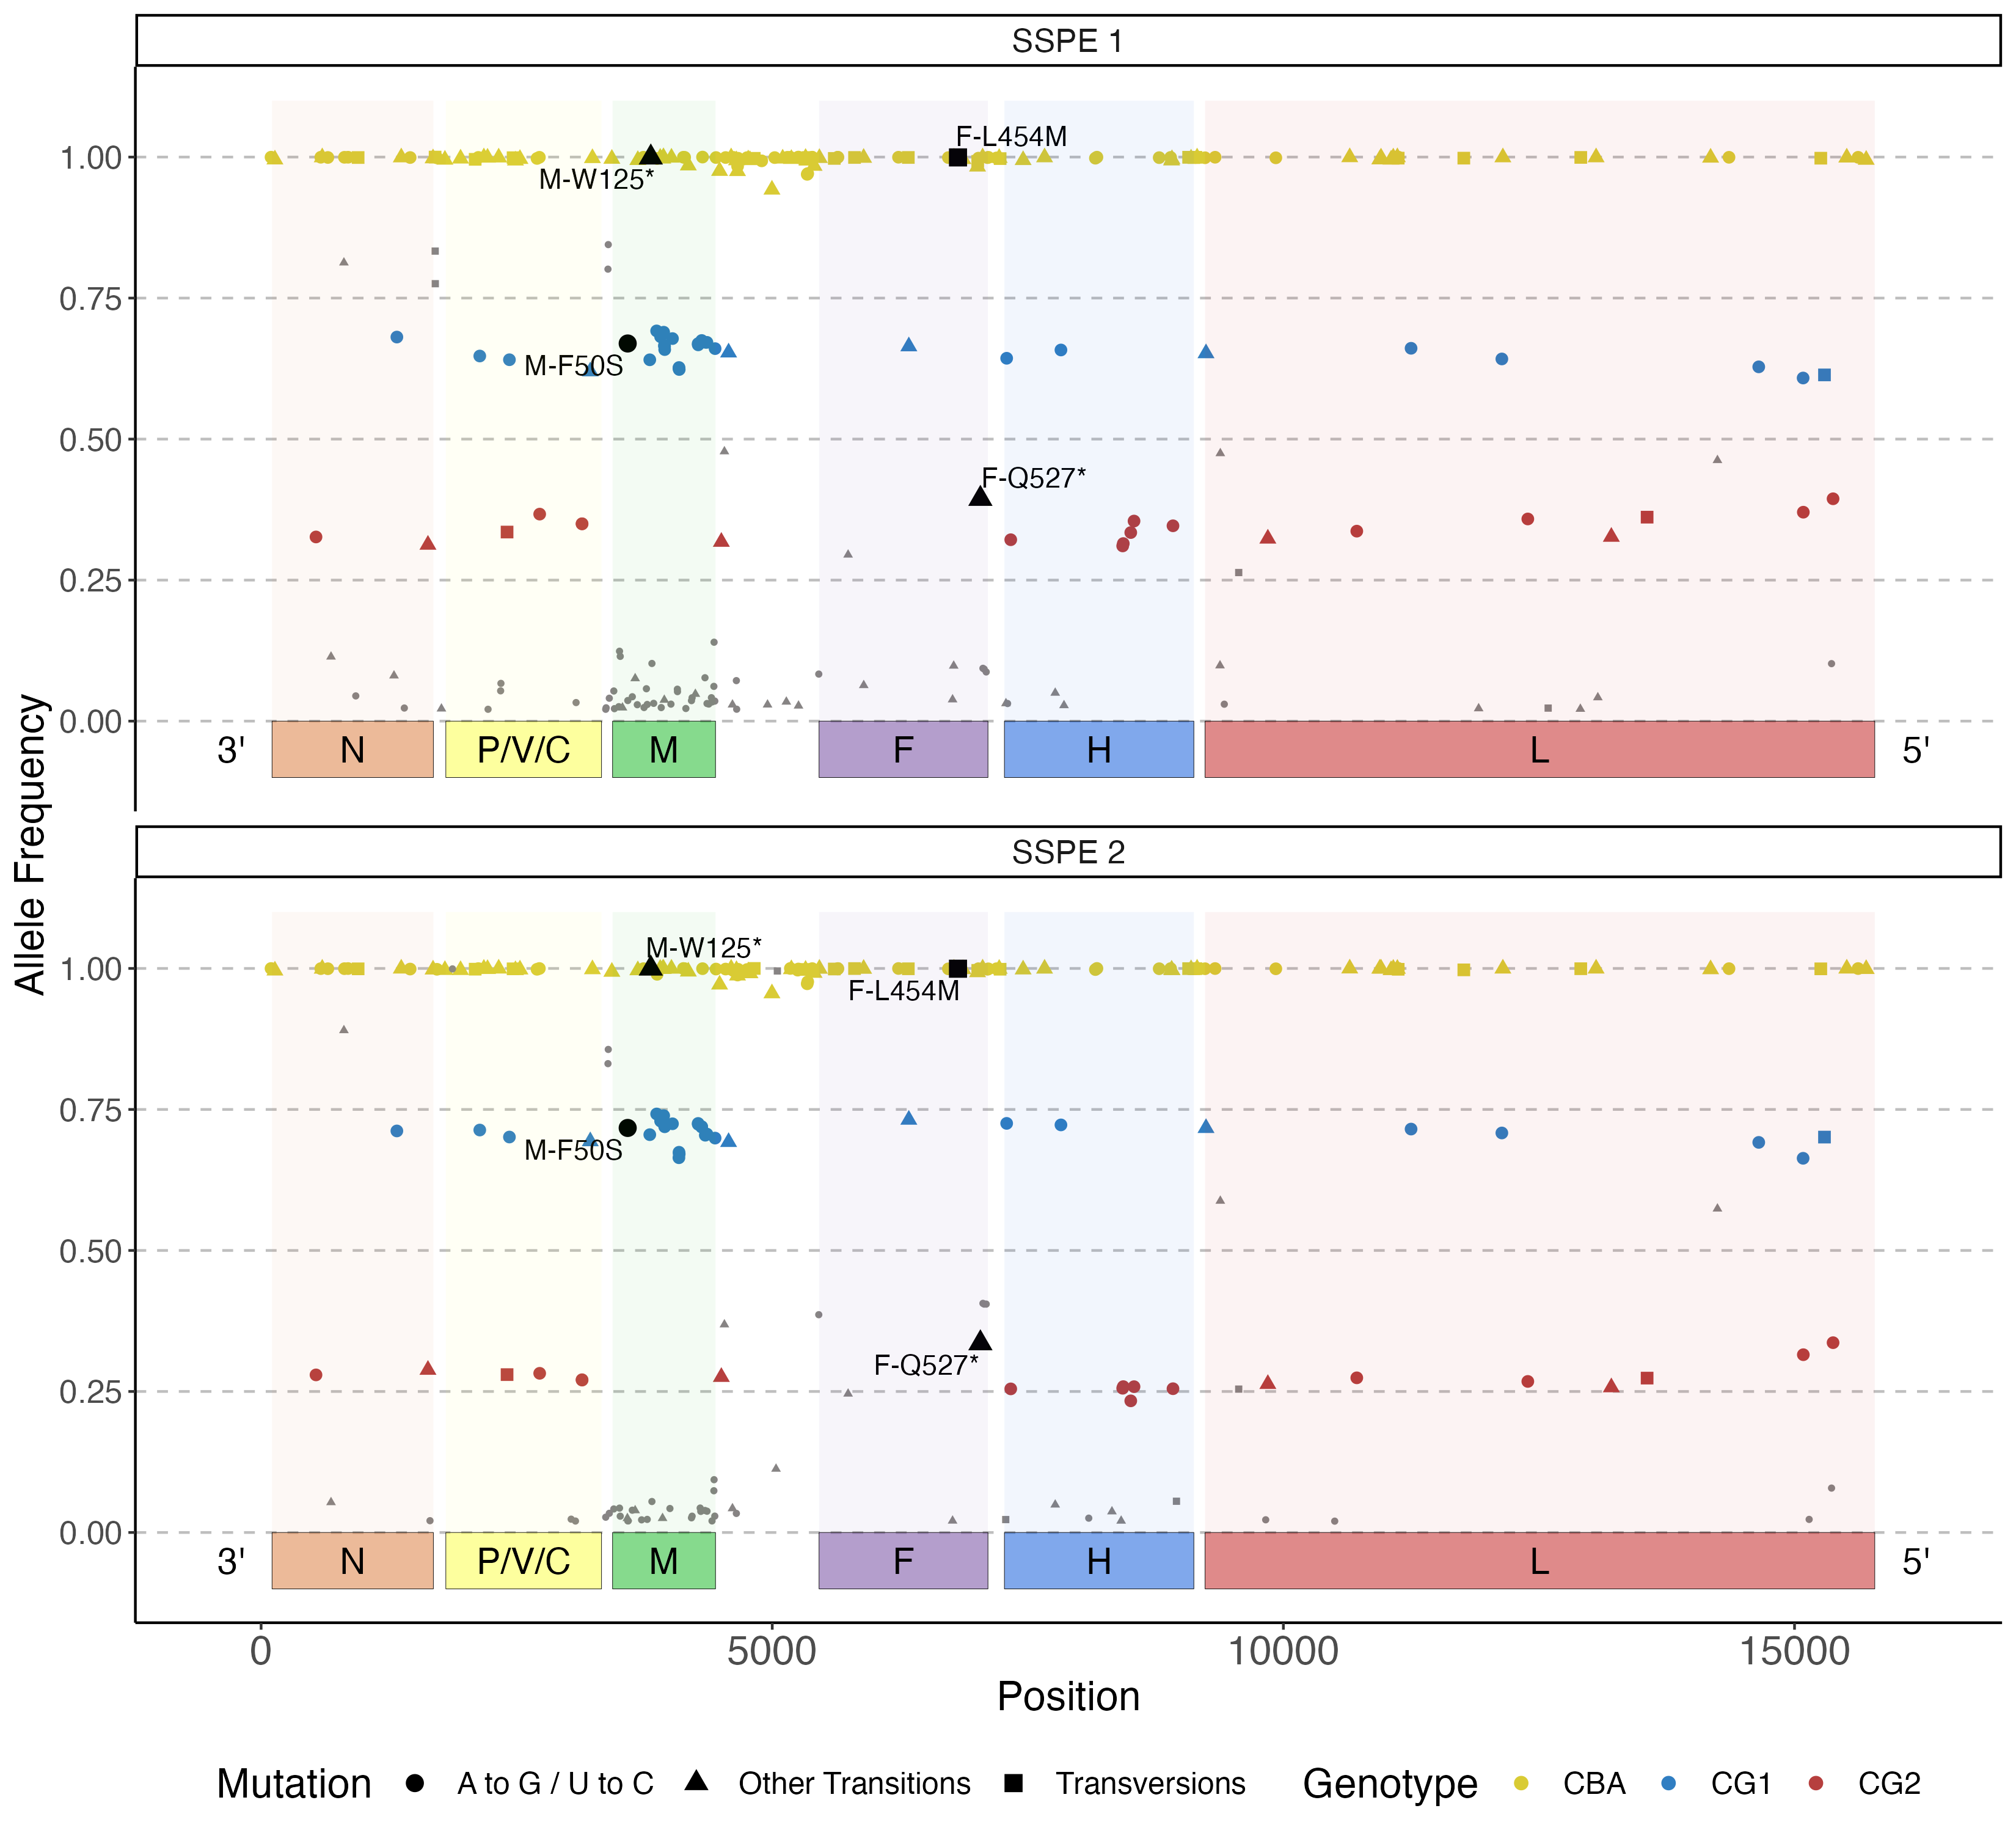 SSPE 1
F-L454M
1.00
M-W125*
0.75
M-F50S
0.50
F-Q527*
0.25
0.00
3' N P/V/C M F H L 5'
Allele Frequency
SSPE 2
M-W125*
1.00
F-L454M
0.75
M-F50S
0.50
F-Q527*
0.25
0.00
3' N P/V/C M F H L 5'
0 5000 10000 15000
Position
Mutation A to G / U to C Other Transitions Transversions Genotype CBA CG1 CG2